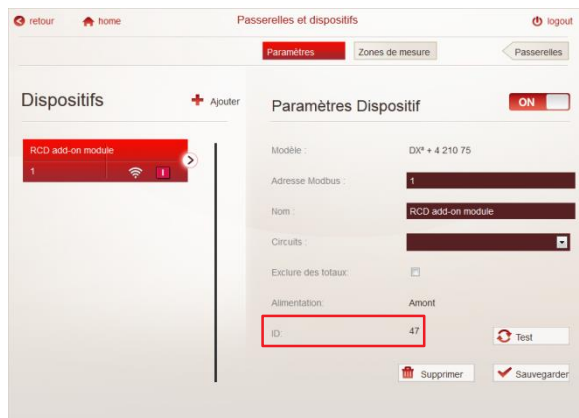 retour
home
Passerelles et dispositifs
logout
Paramètres
Zones de mesure
Passerelles
Dispositifs
Ajouter
Paramètres Dispositif
ON
RCD add-on module
1
Modèle :
DX³ + 4 210 75
Adresse Modbus :
1
Nom :
RCD add-on module
Circuits :
Exclure des totaux:
Alimentation:
Amont
ID:
47
Test
Supprimer
Sauvegarder